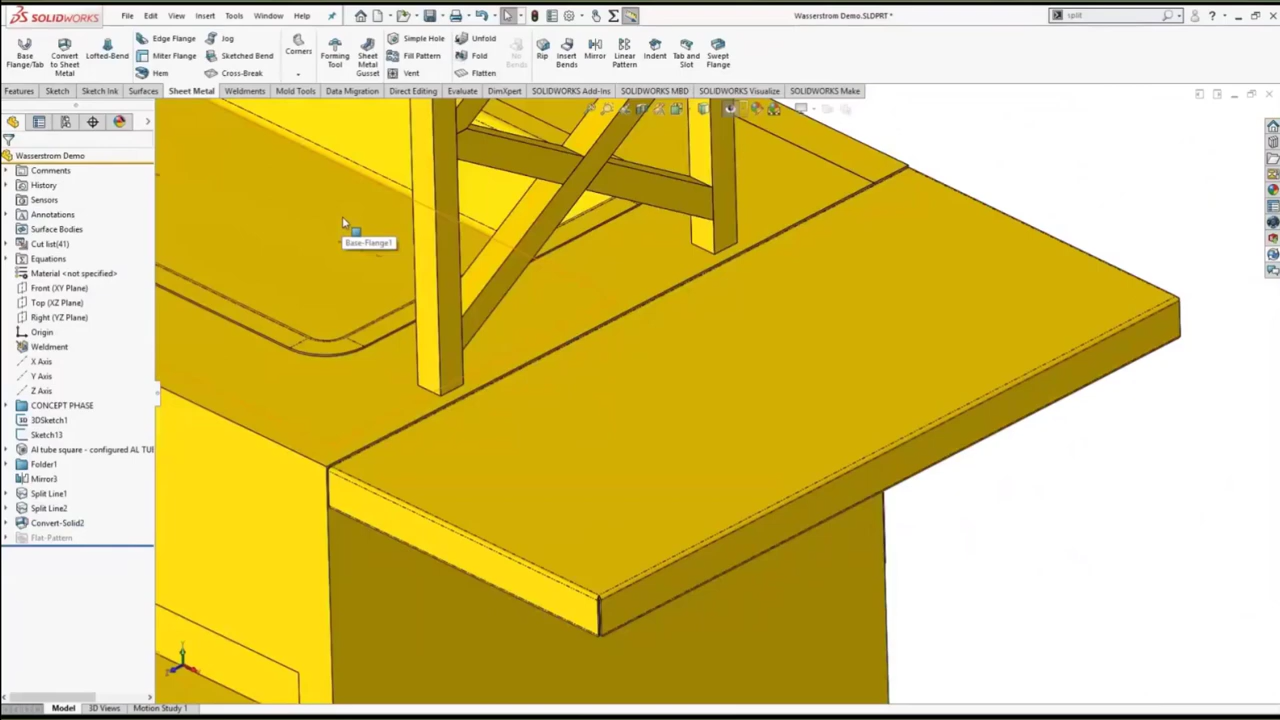 SOLIDWORKS File Edit View Insert Tools Window Help Wasserstrom Demo.SLDPRT * split
Base Flange/Tab Convert to Sheet Metal Lofted-Bend Edge Flange Miter Flange Hem Jog Sketched Bend Cross-Break Corners Forming Tool Sheet Metal Gusset Simple Hole Fill Pattern Vent Unfold Fold Flatten No Bends Rip Insert Bends Mirror Linear Pattern Indent Tab and Slot Swept Flange
Features Sketch Sketch Ink Surfaces Sheet Metal Weldments Mold Tools Data Migration Direct Editing Evaluate DimXpert SOLIDWORKS Add-Ins SOLIDWORKS MBD SOLIDWORKS Visualize SOLIDWORKS Make
Wasserstrom Demo
Comments
History
Sensors
Annotations
Surface Bodies
Cut list(41)
Equations
Material <not specified>
Front (XY Plane)
Top (XZ Plane)
Right (YZ Plane)
Origin
Weldment
X Axis
Y Axis
Z Axis
CONCEPT PHASE
3DSketch1
Sketch13
Al tube square - configured AL TUB
Folder1
Mirror3
Split Line1
Split Line2
Convert-Solid2
Flat-Pattern
Base-Flange1
Model 3D Views Motion Study 1